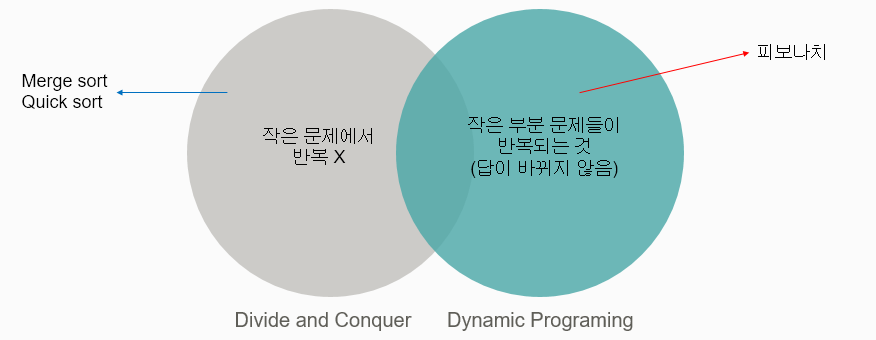 Merge sort
Quick sort
작은 문제에서
반복 X
작은 부분 문제들이
반복되는 것
(답이 바뀌지 않음)
피보나치
Divide and Conquer
Dynamic Programing